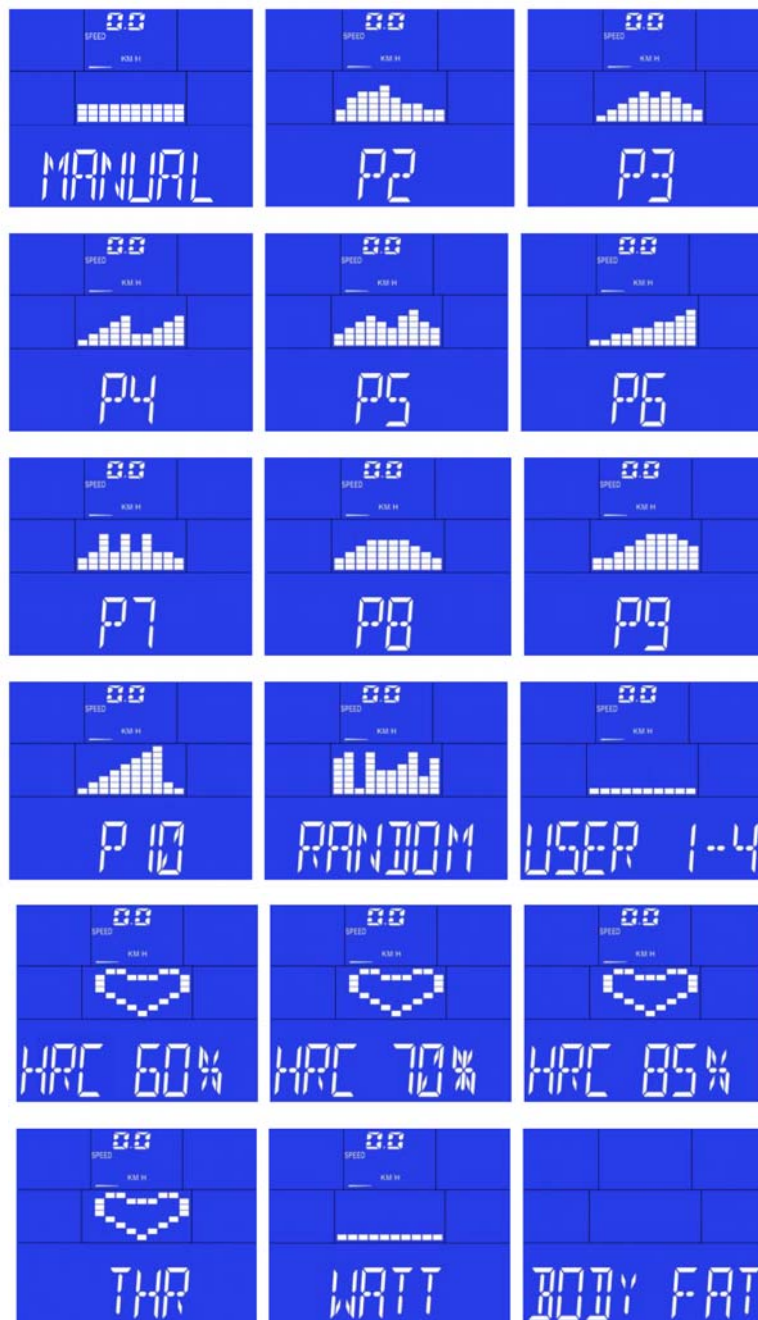 0.0 0.0 0.0
SPEED SPEED SPEED
KM H KM H KM H
MANUAL P2 P3
0.0 0.0 0.0
SPEED SPEED SPEED
KM H KM H KM H
P4 P5 P6
0.0 0.0 0.0
SPEED SPEED SPEED
KM H KM H KM H
P7 P8 P9
0.0 0.0 0.0
SPEED SPEED SPEED
KM H KM H KM H
P10 RANDOM USER 1-4
0.0 0.0 0.0
SPEED SPEED SPEED
KM H KM H KM H
HRC 60% HRC 70% HRC 85%
0.0 0.0
SPEED SPEED
KM H KM H
THR WATT BODY FAT